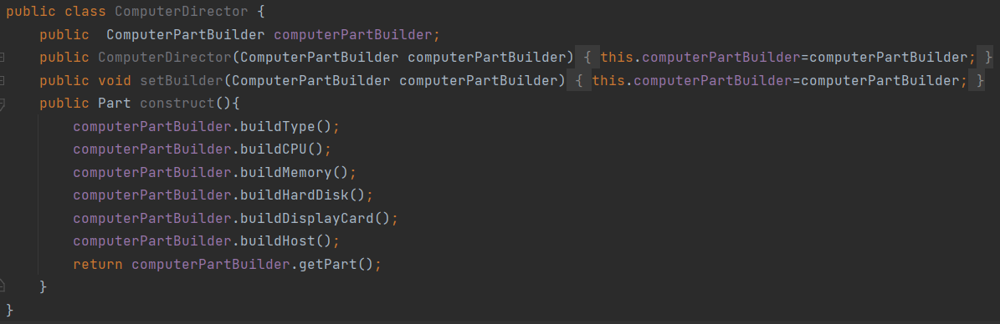 public class ComputerDirector {
    public  ComputerPartBuilder computerPartBuilder;
    public ComputerDirector(ComputerPartBuilder computerPartBuilder) { this.computerPartBuilder=computerPartBuilder; }
    public void setBuilder(ComputerPartBuilder computerPartBuilder) { this.computerPartBuilder=computerPartBuilder; }
    public Part construct(){
        computerPartBuilder.buildType();
        computerPartBuilder.buildCPU();
        computerPartBuilder.buildMemory();
        computerPartBuilder.buildHardDisk();
        computerPartBuilder.buildDisplayCard();
        computerPartBuilder.buildHost();
        return computerPartBuilder.getPart();
    }
}